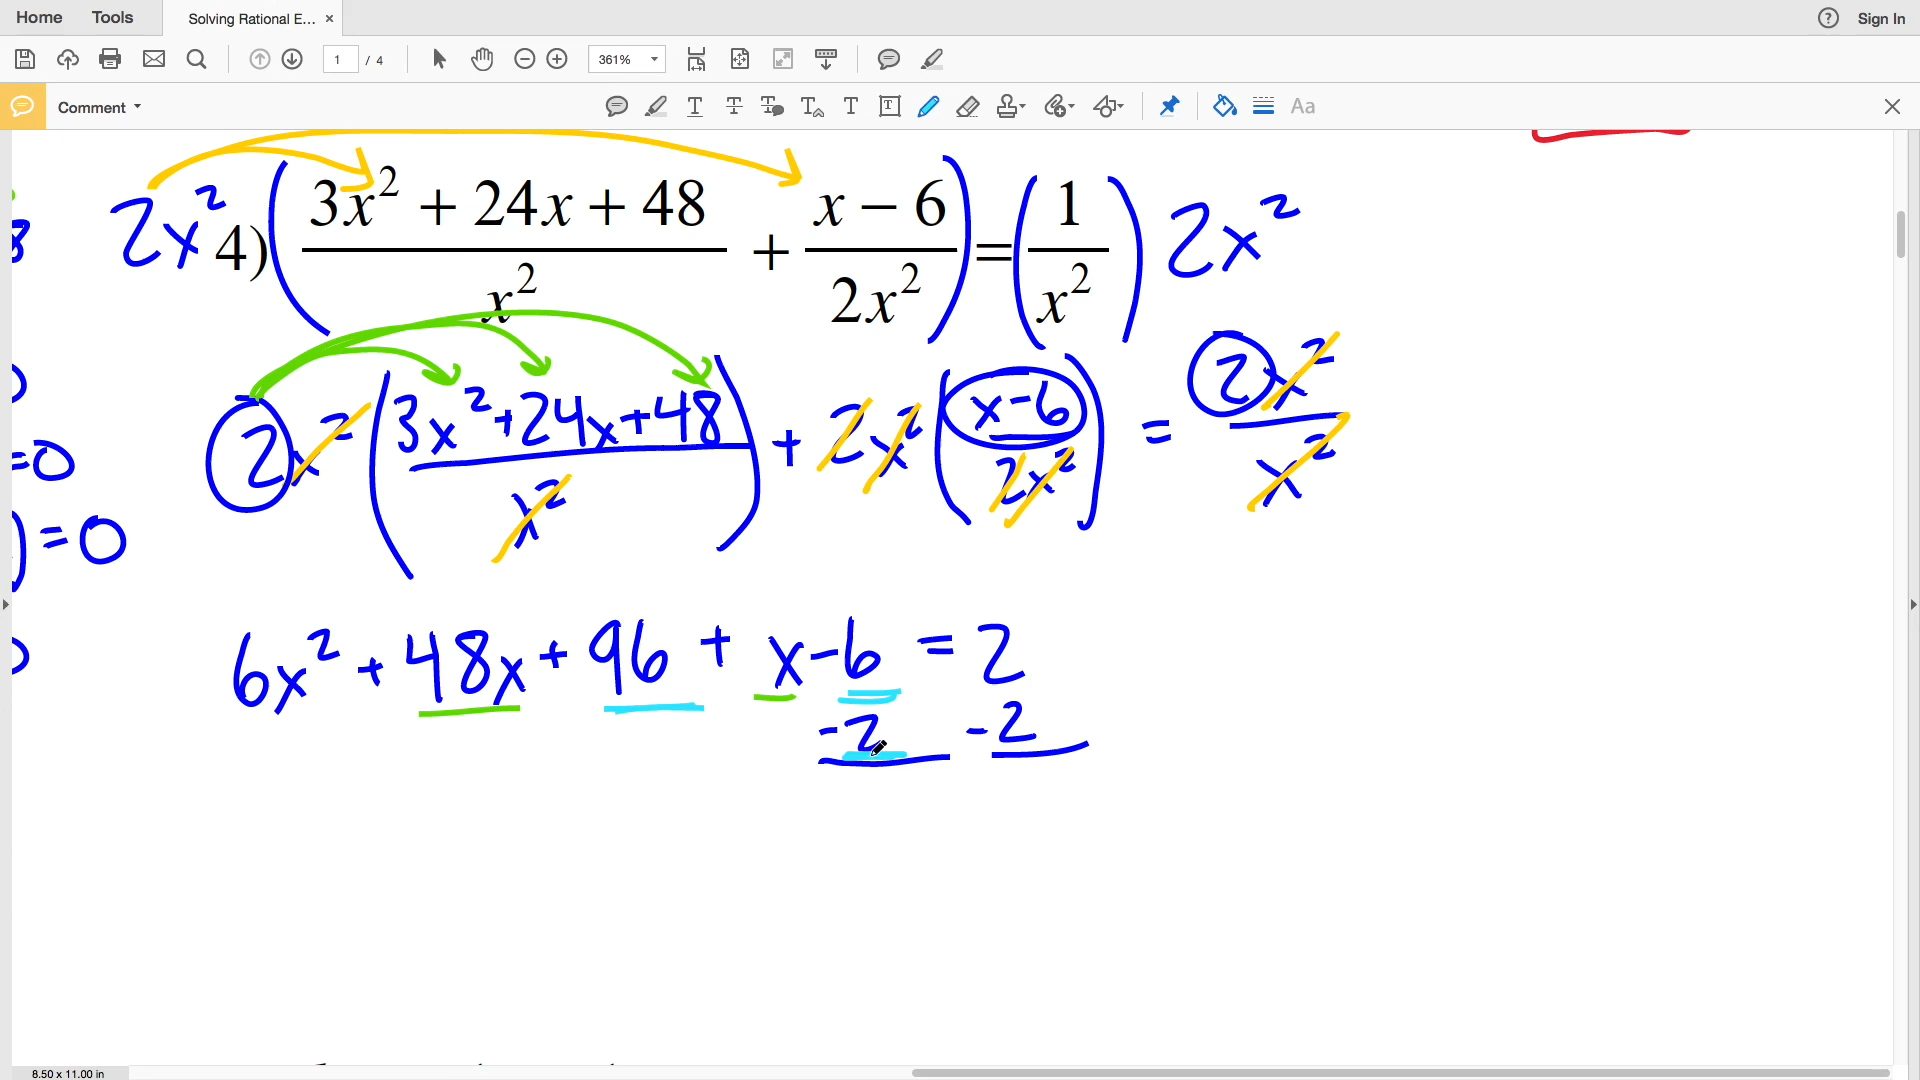 Home Tools Solving Rational E... × ? Sign In
1 / 4 361%
Comment T T T T T T Aa
2x² 4) ( (3x² + 24x + 48)/x² + (x − 6)/(2x²) ) = ( 1/x² ) 2x²
2x² ( (3x² + 24x + 48)/x² ) + 2x² ( (x - 6)/(2x²) ) = 2x²/x²
=0
) = 0
6x² + 48x + 96 + x - 6 = 2
-2 -2
8.50 x 11.00 in